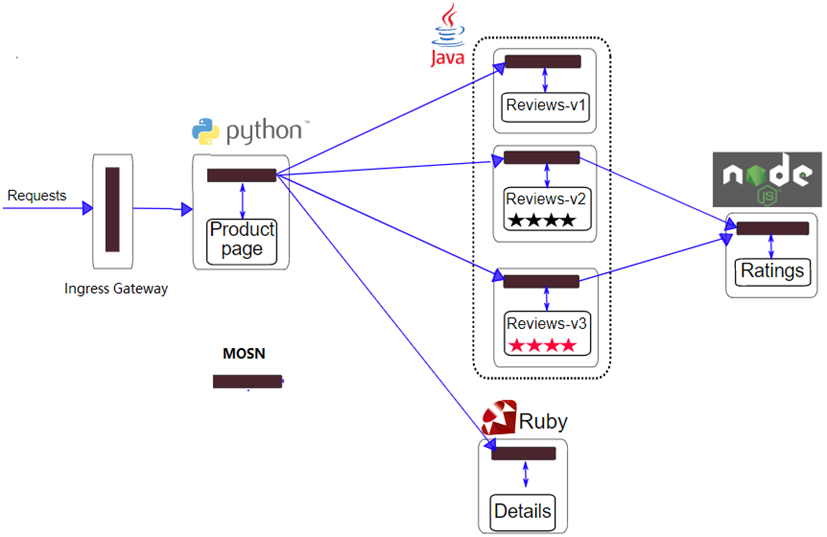 Java
Reviews-v1
python™
node
JS
Requests
Product
page
Reviews-v2
Ratings
Ingress Gateway
Reviews-v3
MOSN
Ruby
Details